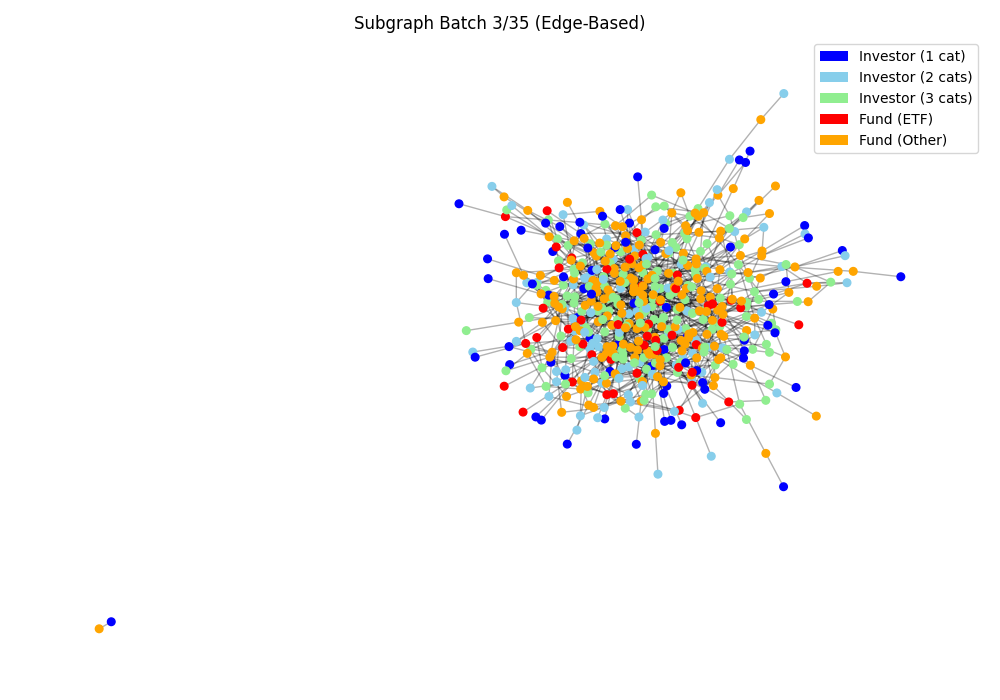 Subgraph Batch 3/35 (Edge-Based)
Investor (1 cat)
Investor (2 cats)
Investor (3 cats)
Fund (ETF)
Fund (Other)